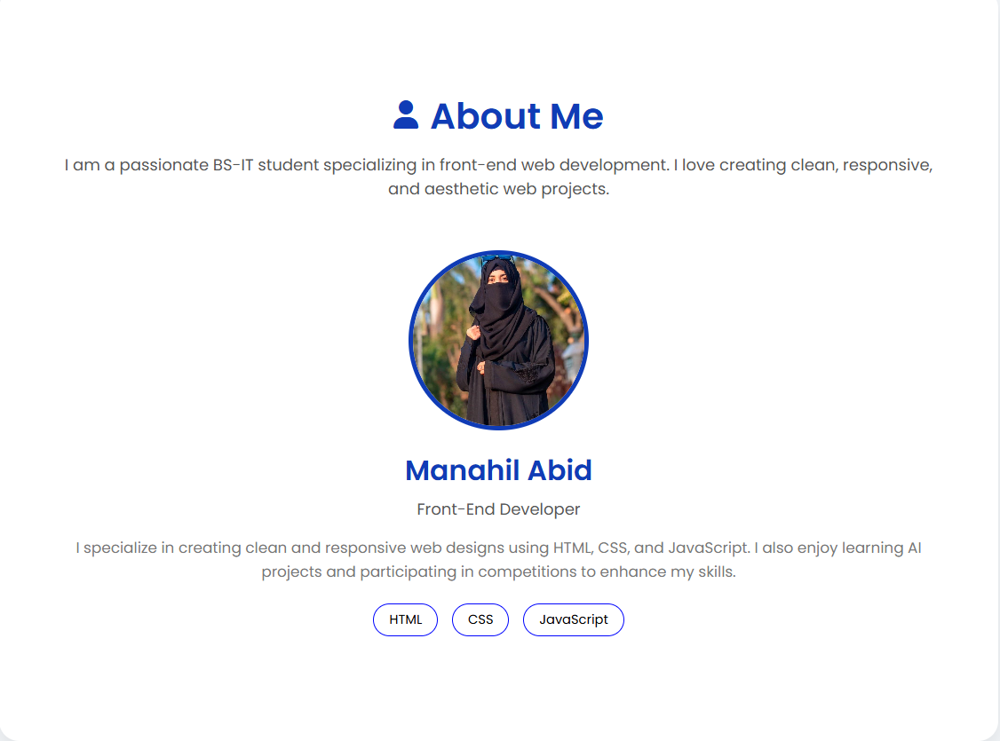 About Me
I am a passionate BS-IT student specializing in front-end web development. I love creating clean, responsive,
and aesthetic web projects.
Manahil Abid
Front-End Developer
I specialize in creating clean and responsive web designs using HTML, CSS, and JavaScript. I also enjoy learning AI
projects and participating in competitions to enhance my skills.
HTML CSS JavaScript